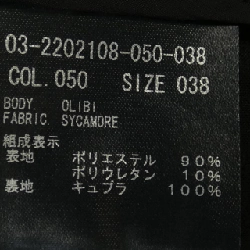 03-2202108-050-038
COL.050 SIZE 038
BODY OLIBI
FABRIC SYCAMORE
組成表示
表地 ポリエステル 90%
ポリウレタン 10%
裏地 キュプラ 100%